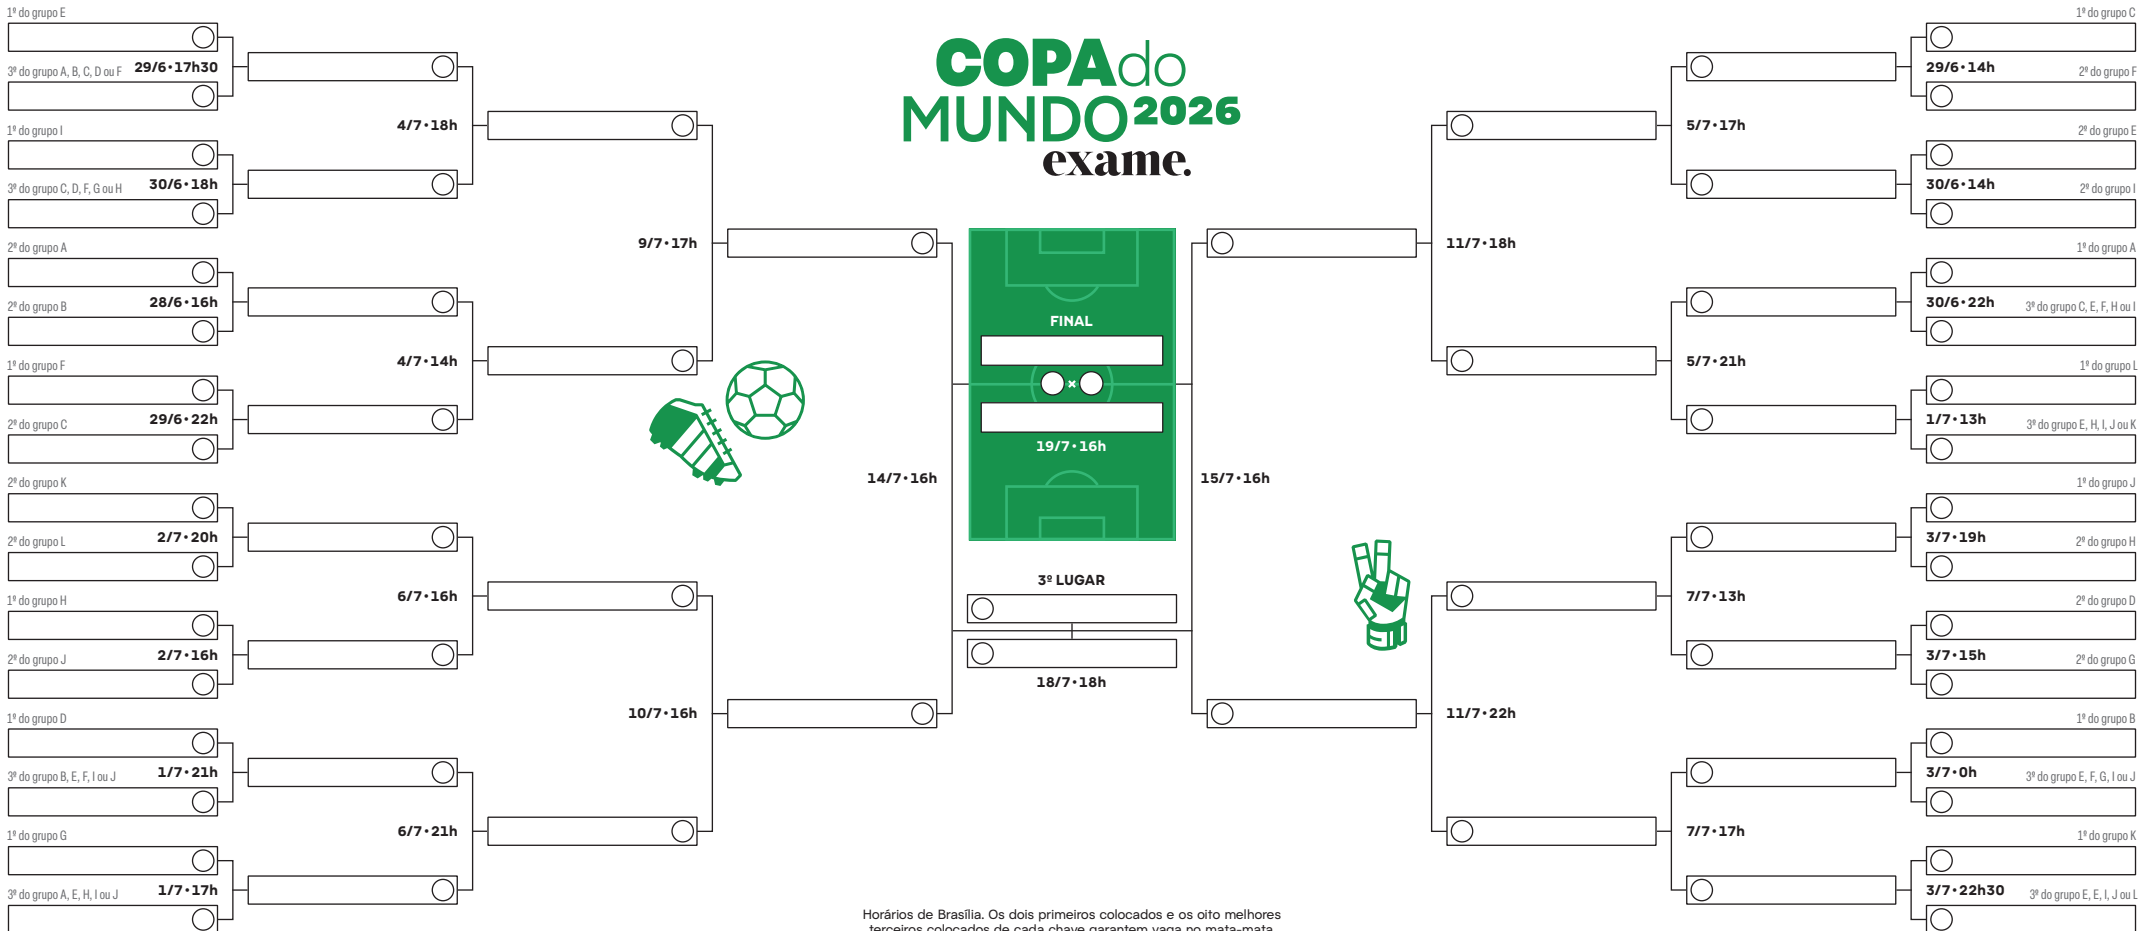 COPA do
MUNDO 2026
exame.
1º do grupo E
3º do grupo A, B, C, D ou F
29/6•17h30
1º do grupo I
3º do grupo C, D, F, G ou H
30/6•18h
2º do grupo A
2º do grupo B
28/6•16h
1º do grupo F
2º do grupo C
29/6•22h
2º do grupo K
2º do grupo L
2/7•20h
1º do grupo H
2º do grupo J
2/7•16h
1º do grupo D
3º do grupo B, E, F, I ou J
1/7•21h
1º do grupo G
3º do grupo A, E, H, I ou J
1/7•17h
4/7•18h
4/7•14h
6/7•16h
6/7•21h
9/7•17h
10/7•16h
14/7•16h
FINAL
×
19/7•16h
3º LUGAR
18/7•18h
15/7•16h
11/7•18h
11/7•22h
5/7•17h
5/7•21h
7/7•13h
7/7•17h
1º do grupo C
29/6•14h
2º do grupo F
2º do grupo E
30/6•14h
2º do grupo I
1º do grupo A
30/6•22h
3º do grupo C, E, F, H ou I
1º do grupo L
1/7•13h
3º do grupo E, H, I, J ou K
1º do grupo J
3/7•19h
2º do grupo H
2º do grupo D
3/7•15h
2º do grupo G
1º do grupo B
3/7•0h
3º do grupo E, F, G, I ou J
1º do grupo K
3/7•22h30
3º do grupo E, E, I, J ou L
Horários de Brasília. Os dois primeiros colocados e os oito melhores
terceiros colocados de cada chave garantem vaga no mata-mata